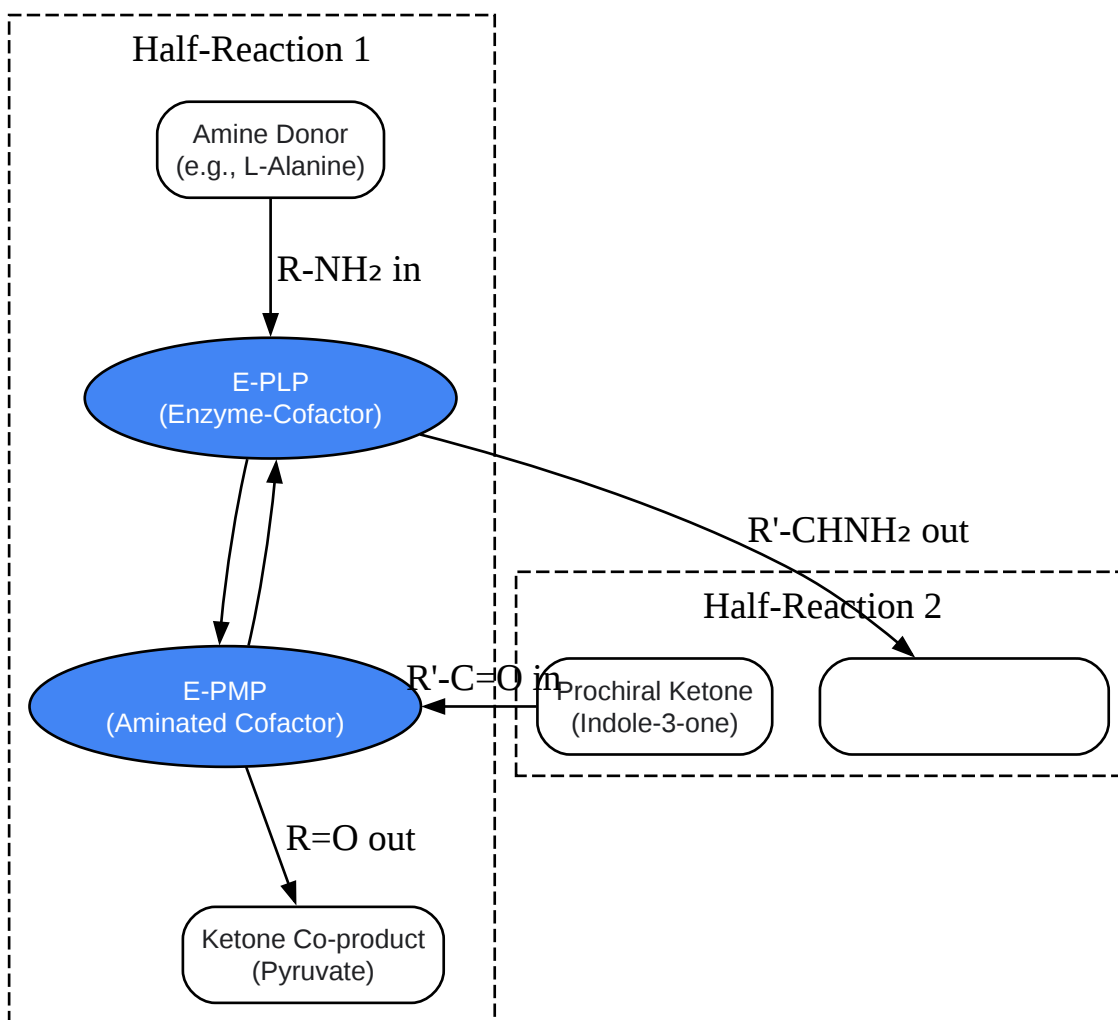 Half-Reaction 1
Amine Donor
(e.g., L-Alanine)
R-NH₂ in
E-PLP
(Enzyme-Cofactor)
R'-CHNH₂ out
Half-Reaction 2
E-PMP
(Aminated Cofactor)
R'-C=O in
Prochiral Ketone
(Indole-3-one)
R=O out
Ketone Co-product
(Pyruvate)